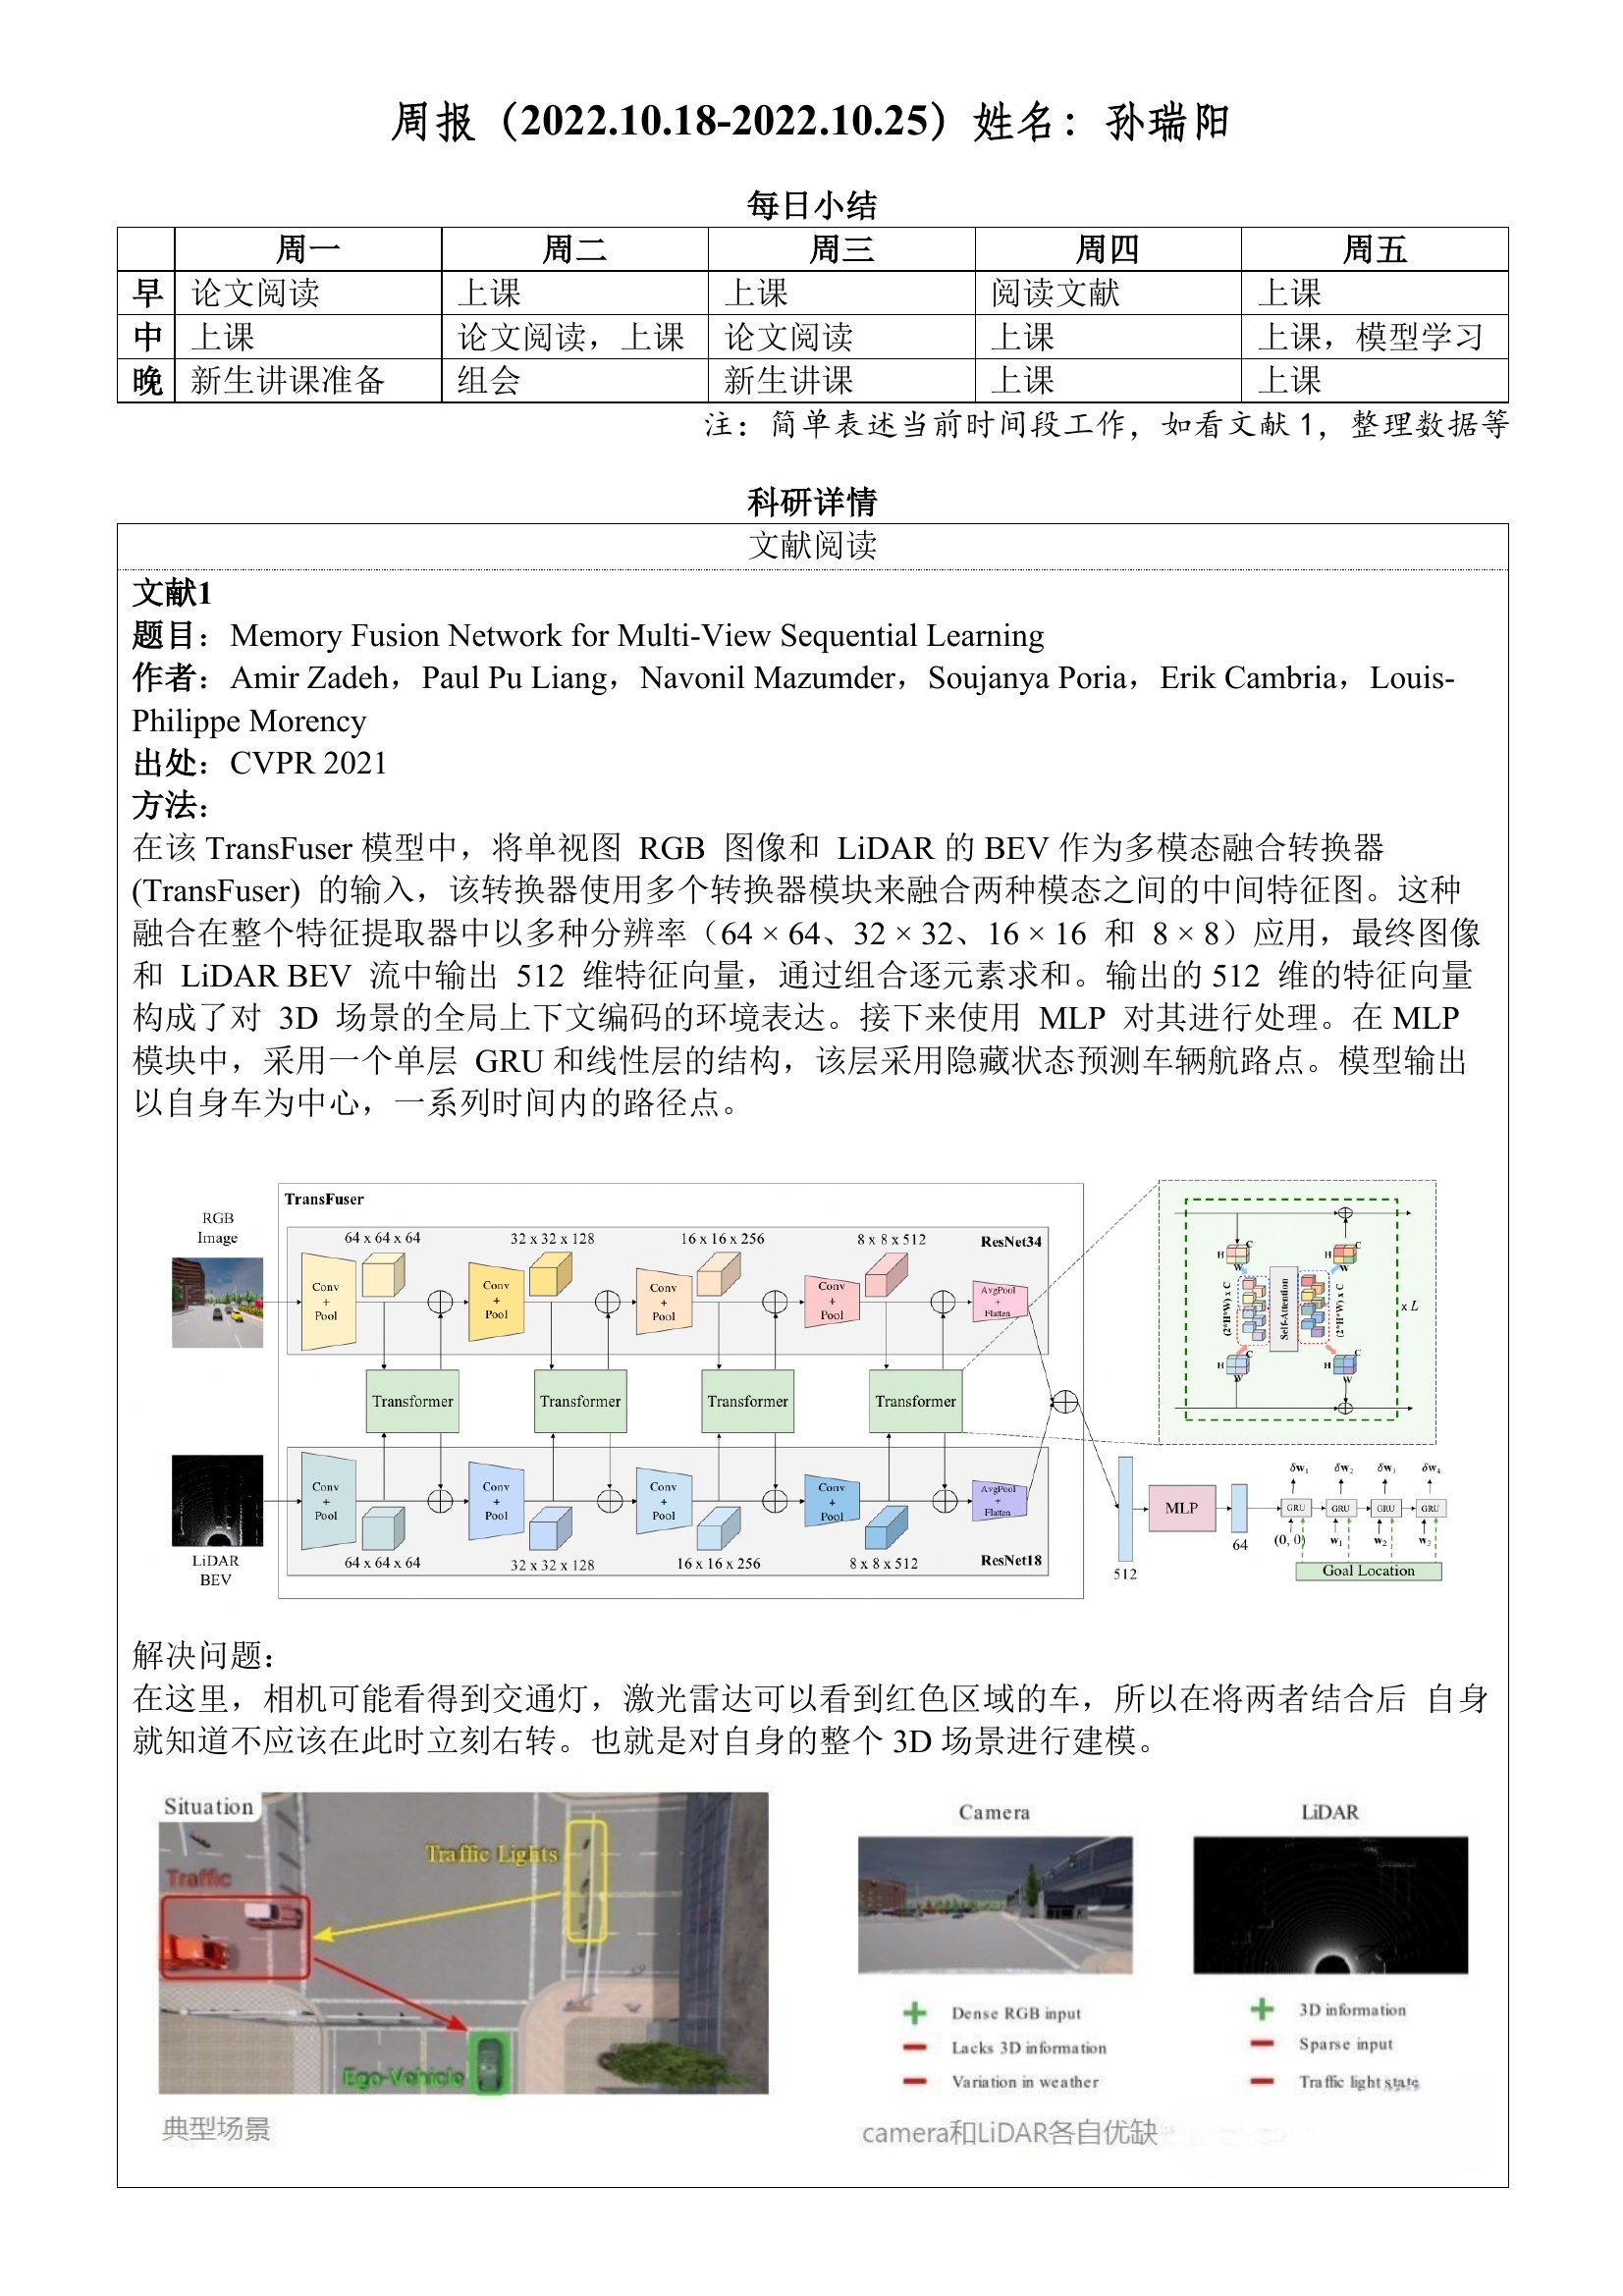 周报（2022.10.18-2022.10.25）姓名：孙瑞阳
每日小结
周一 周二 周三 周四 周五
早 论文阅读 上课 上课 阅读文献 上课
中 上课 论文阅读，上课 论文阅读 上课 上课，模型学习
晚 新生讲课准备 组会 新生讲课 上课 上课
注：简单表述当前时间段工作，如看文献1，整理数据等
科研详情
文献阅读
文献1
题目：Memory Fusion Network for Multi-View Sequential Learning
作者：Amir Zadeh，Paul Pu Liang，Navonil Mazumder，Soujanya Poria，Erik Cambria，Louis-
Philippe Morency
出处：CVPR 2021
方法：
在该 TransFuser 模型中，将单视图 RGB 图像和 LiDAR 的 BEV 作为多模态融合转换器
(TransFuser) 的输入，该转换器使用多个转换器模块来融合两种模态之间的中间特征图。这种
融合在整个特征提取器中以多种分辨率（64 × 64、32 × 32、16 × 16 和 8 × 8）应用，最终图像
和 LiDAR BEV 流中输出 512 维特征向量，通过组合逐元素求和。输出的 512 维的特征向量
构成了对 3D 场景的全局上下文编码的环境表达。接下来使用 MLP 对其进行处理。在 MLP
模块中，采用一个单层 GRU 和线性层的结构，该层采用隐藏状态预测车辆航路点。模型输出
以自身车为中心，一系列时间内的路径点。
TransFuser
RGB
Image
64 x 64 x 64 32 x 32 x 128 16 x 16 x 256 8 x 8 x 512 ResNet34
Conv
+
Pool
Conv
+
Pool
Conv
+
Pool
Conv
+
Pool
AvgPool
+
Flatten
Transformer Transformer Transformer Transformer
Conv
+
Pool
Conv
+
Pool
Conv
+
Pool
Conv
+
Pool
AvgPool
+
Flatten
LiDAR
BEV
64 x 64 x 64 32 x 32 x 128 16 x 16 x 256 8 x 8 x 512 ResNet18
H W C
H W C
(2*H*W) x C
Self-Attention
(2*H*W) x C
x L
H W C
H W C
512
MLP
64
δw₁ δw₂ δw₃ δw₄
GRU GRU GRU GRU
(0, 0) w₁ w₂ w₃
Goal Location
解决问题：
在这里，相机可能看得到交通灯，激光雷达可以看到红色区域的车，所以在将两者结合后 自身
就知道不应该在此时立刻右转。也就是对自身的整个 3D 场景进行建模。
Situation
Traffic Lights
Traffic
Ego-Vehicle
典型场景
Camera LiDAR
Dense RGB input 3D information
Lacks 3D information Sparse input
Variation in weather Traffic light state
camera和LiDAR各自优缺